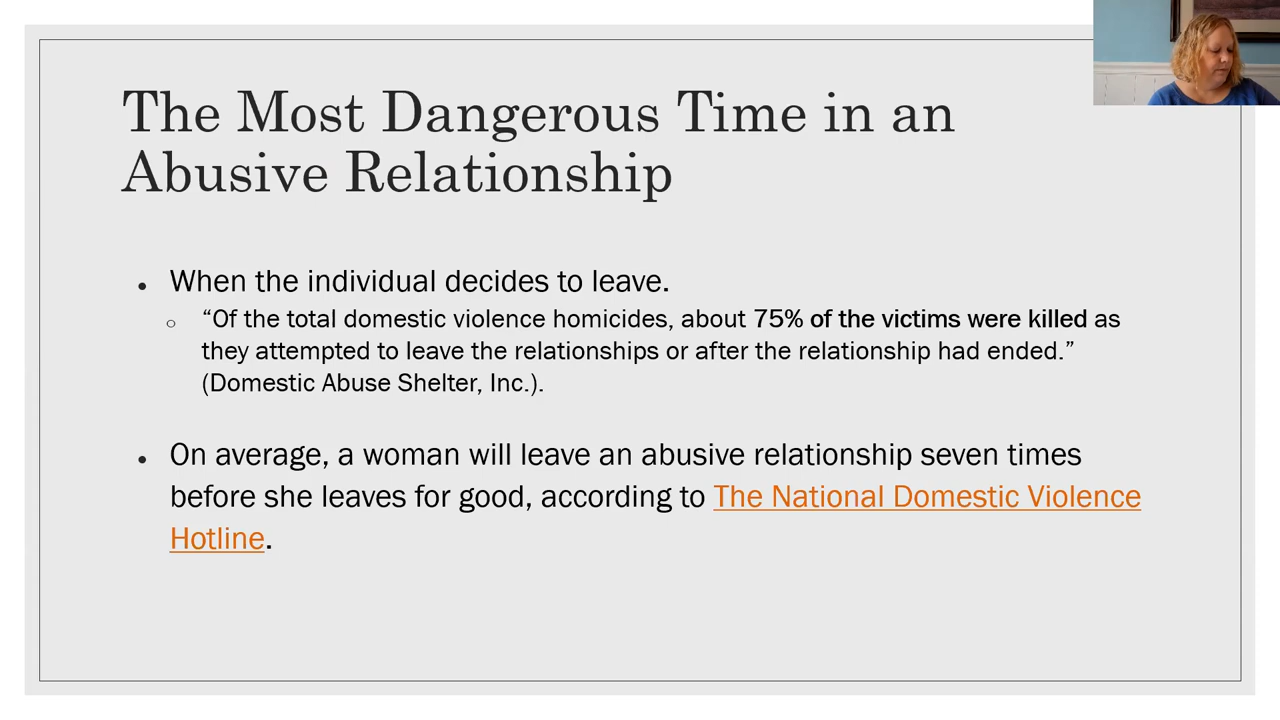 The Most Dangerous Time in an
Abusive Relationship
• When the individual decides to leave.
○ “Of the total domestic violence homicides, about 75% of the victims were killed as
they attempted to leave the relationships or after the relationship had ended.”
(Domestic Abuse Shelter, Inc.).
• On average, a woman will leave an abusive relationship seven times
before she leaves for good, according to The National Domestic Violence
Hotline.